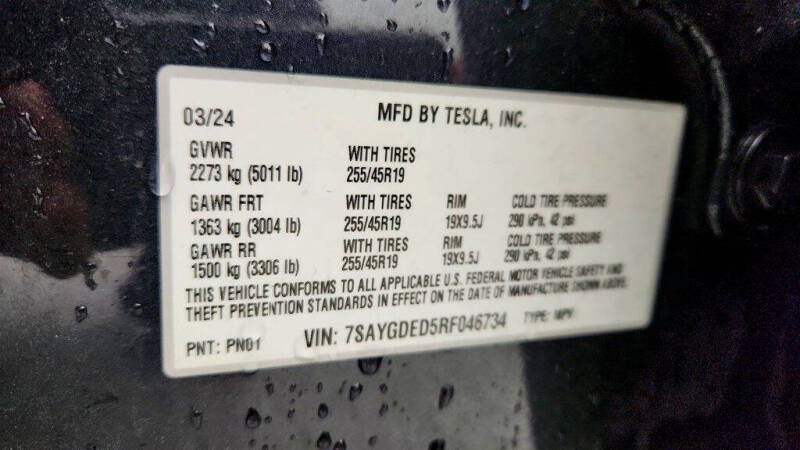 03/24 MFD BY TESLA, INC.
GVWR WITH TIRES
2273 kg (5011 lb) 255/45R19
GAWR FRT WITH TIRES RIM COLD TIRE PRESSURE
1363 kg (3004 lb) 255/45R19 19X9.5J 290 kPa, 42 psi
GAWR RR WITH TIRES RIM COLD TIRE PRESSURE
1500 kg (3306 lb) 255/45R19 19X9.5J 290 kPa, 42 psi
THIS VEHICLE CONFORMS TO ALL APPLICABLE U.S. FEDERAL MOTOR VEHICLE SAFETY AND
THEFT PREVENTION STANDARDS IN EFFECT ON THE DATE OF MANUFACTURE SHOWN ABOVE.
PNT: PN01 VIN: 7SAYGDED5RF046734 TYPE: MPV